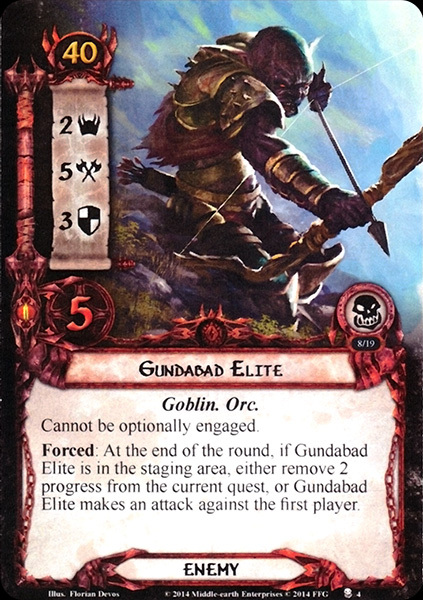 40
2
5
3
5
8/19
GUNDABAD ELITE
Goblin. Orc.
Cannot be optionally engaged.
Forced: At the end of the round, if Gundabad
Elite is in the staging area, either remove 2
progress from the current quest, or Gundabad
Elite makes an attack against the first player.
ENEMY
Illus. Florian Devos © 2014 Middle-earth Enterprises © 2014 FFG 4